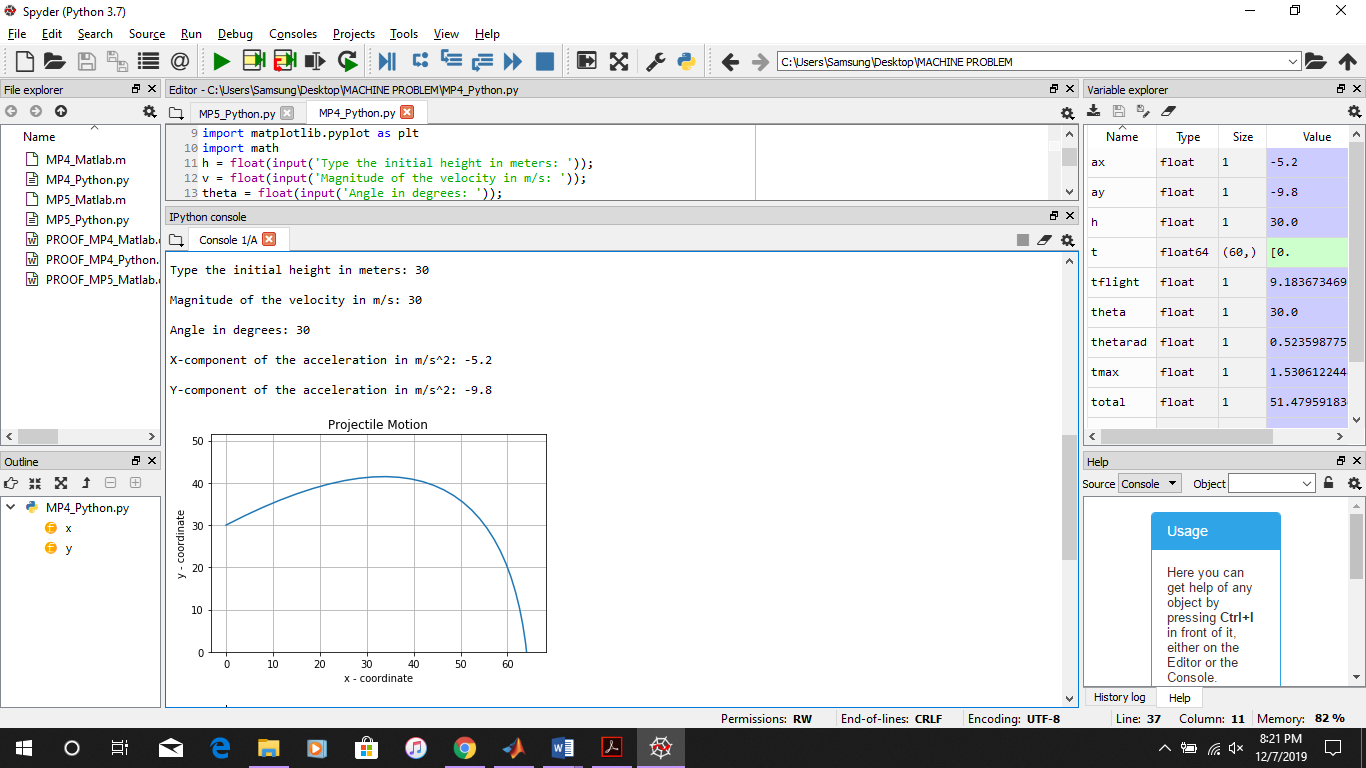 Spyder (Python 3.7)
File Edit Search Source Run Debug Consoles Projects Tools View Help
C:\Users\Samsung\Desktop\MACHINE PROBLEM
File explorer
Name
MP4_Matlab.m
MP4_Python.py
MP5_Matlab.m
MP5_Python.py
PROOF_MP4_Matlab.
PROOF_MP4_Python.
PROOF_MP5_Matlab.
Outline
MP4_Python.py
x
y
Editor - C:\Users\Samsung\Desktop\MACHINE PROBLEM\MP4_Python.py
MP5_Python.py MP4_Python.py
9 import matplotlib.pyplot as plt
10 import math
11 h = float(input('Type the initial height in meters: '));
12 v = float(input('Magnitude of the velocity in m/s: '));
13 theta = float(input('Angle in degrees: '));
IPython console
Console 1/A
Type the initial height in meters: 30
Magnitude of the velocity in m/s: 30
Angle in degrees: 30
X-component of the acceleration in m/s^2: -5.2
Y-component of the acceleration in m/s^2: -9.8
Projectile Motion
50
40
30
20
10
0
y - coordinate
0 10 20 30 40 50 60
x - coordinate
Variable explorer
Name Type Size Value
ax float 1 -5.2
ay float 1 -9.8
h float 1 30.0
t float64 (60,) [0.
tflight float 1 9.183673469
theta float 1 30.0
thetarad float 1 0.523598775
tmax float 1 1.530612244
total float 1 51.47959183
Help
Source Console Object
Usage
Here you can
get help of any
object by
pressing Ctrl+I
in front of it,
either on the
Editor or the
Console.
History log Help
Permissions: RW End-of-lines: CRLF Encoding: UTF-8 Line: 37 Column: 11 Memory: 82 %
8:21 PM
12/7/2019